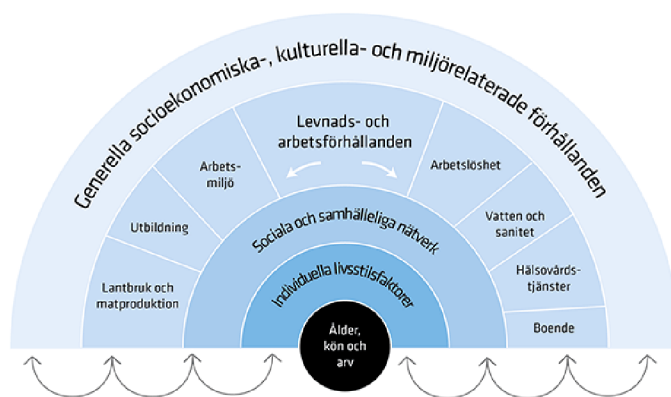 Generella socioekonomiska-, kulturella- och miljörelaterade förhållanden
Levnads- och
arbetsförhållanden
Arbets-
miljö
Utbildning
Lantbruk och
matproduktion
Arbetslöshet
Vatten och
sanitet
Hälsovårds-
tjänster
Boende
Sociala och samhälleliga nätverk
Individuella livsstilsfaktorer
Ålder,
kön och
arv